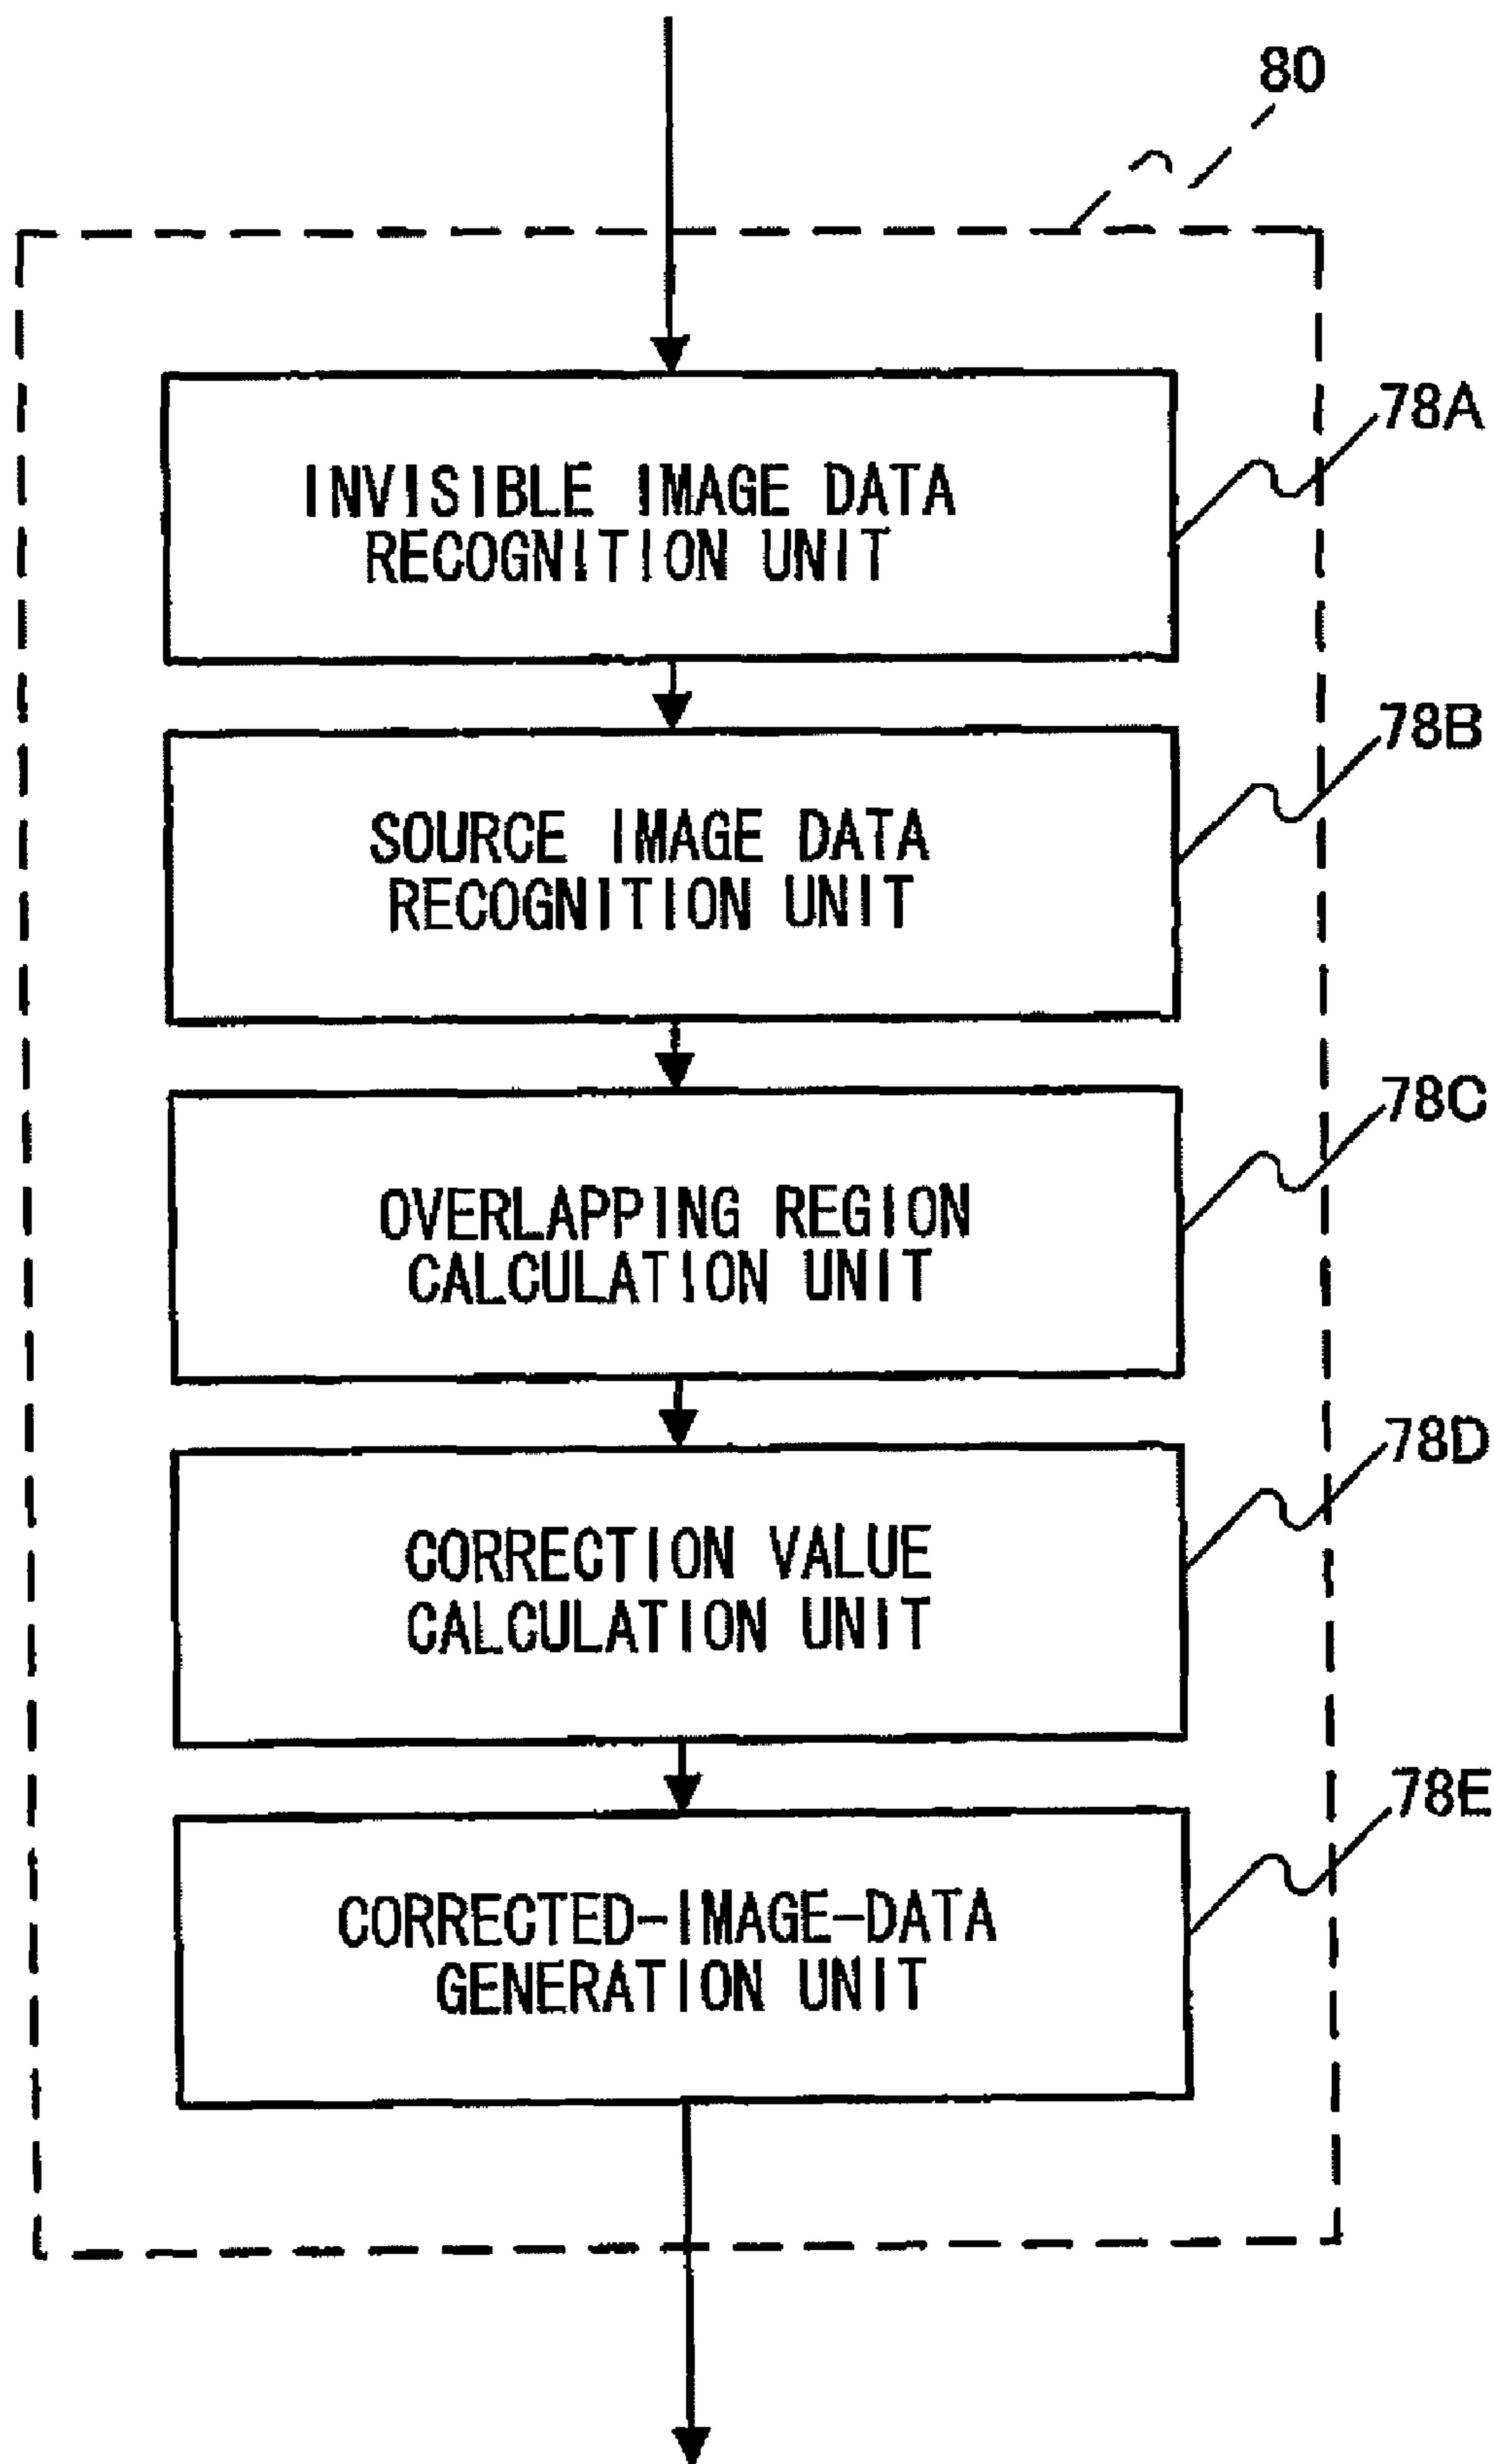 80
INVISIBLE IMAGE DATA
RECOGNITION UNIT
78A
SOURCE IMAGE DATA
RECOGNITION UNIT
78B
OVERLAPPING REGION
CALCULATION UNIT
78C
CORRECTION VALUE
CALCULATION UNIT
78D
CORRECTED-IMAGE-DATA
GENERATION UNIT
78E